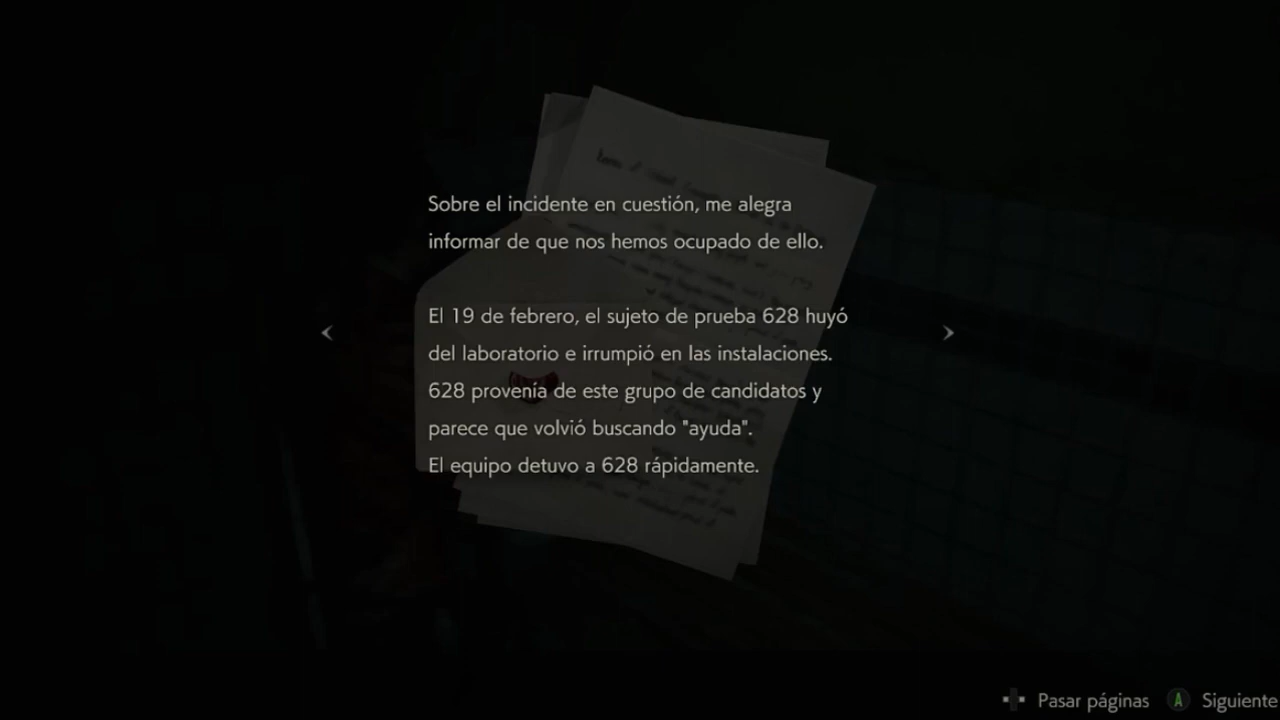 Sobre el incidente en cuestión, me alegra
informar de que nos hemos ocupado de ello.
El 19 de febrero, el sujeto de prueba 628 huyó
del laboratorio e irrumpió en las instalaciones.
628 provenía de este grupo de candidatos y
parece que volvió buscando "ayuda".
El equipo detuvo a 628 rápidamente.
Pasar páginas A Siguiente